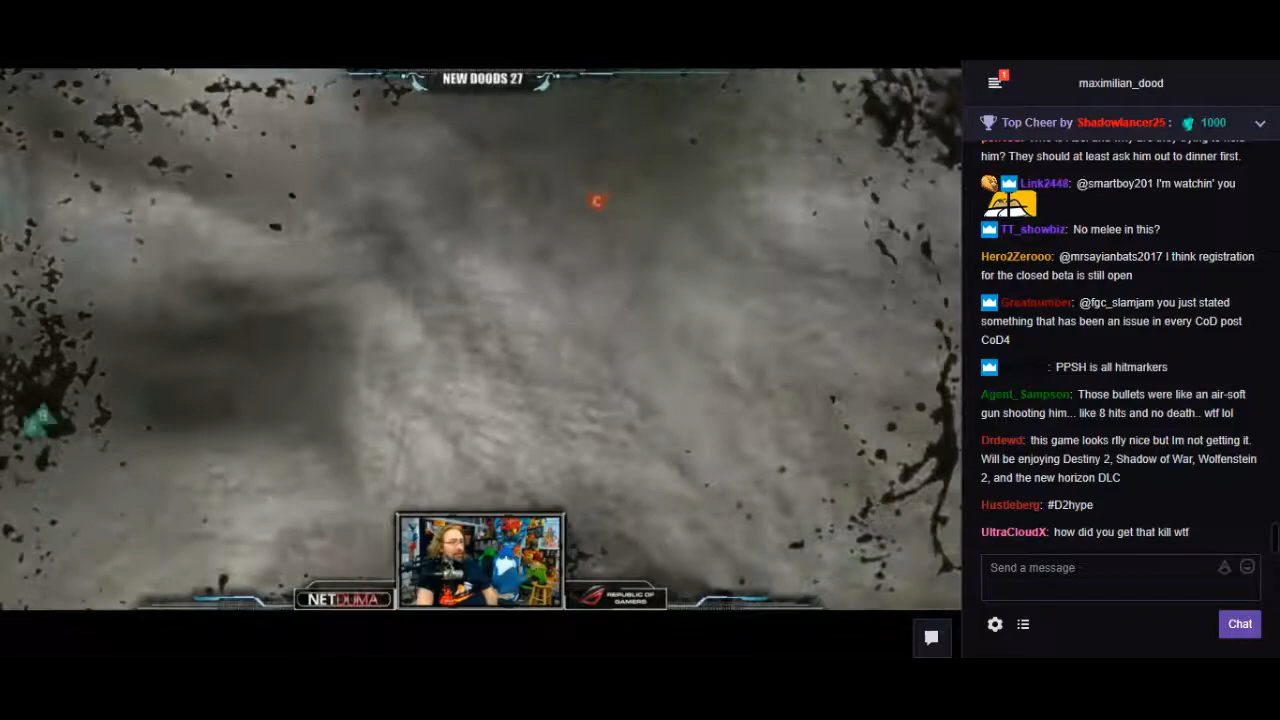 NEW DOODS 27
C
B
NETDUMA
REPUBLIC OF
GAMERS
1
maximilian_dood
Top Cheer by Shadowlancer25 : 1000
him? They should at least ask him out to dinner first.
Link2448: @smartboy201 I'm watchin' you
TT_showbiz: No melee in this?
Hero2Zerooo: @mrsayianbats2017 I think registration
for the closed beta is still open
Greatnumber: @fgc_slamjam you just stated
something that has been an issue in every CoD post
CoD4
: PPSH is all hitmarkers
Agent_Sampson: Those bullets were like an air-soft
gun shooting him... like 8 hits and no death.. wtf lol
Drdewd: this game looks rlly nice but Im not getting it.
Will be enjoying Destiny 2, Shadow of War, Wolfenstein
2, and the new horizon DLC
Hustleberg: #D2hype
UltraCloudX: how did you get that kill wtf
Send a message
Chat